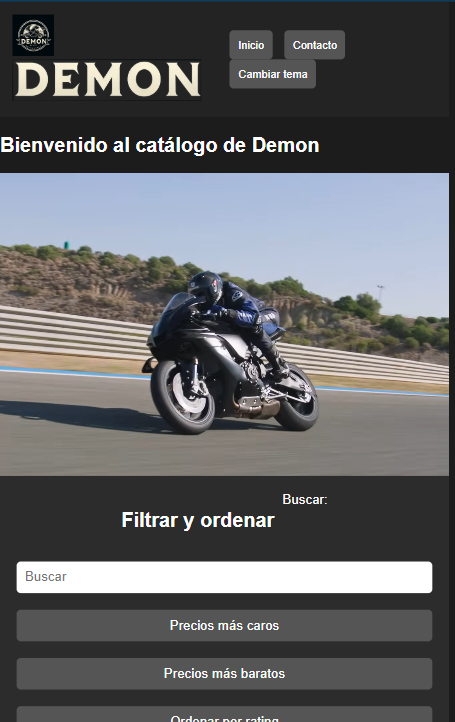 DEMON
DEMON
Inicio
Contacto
Cambiar tema
Bienvenido al catálogo de Demon
Buscar:
Filtrar y ordenar
Buscar
Precios más caros
Precios más baratos
Ordenar por rating